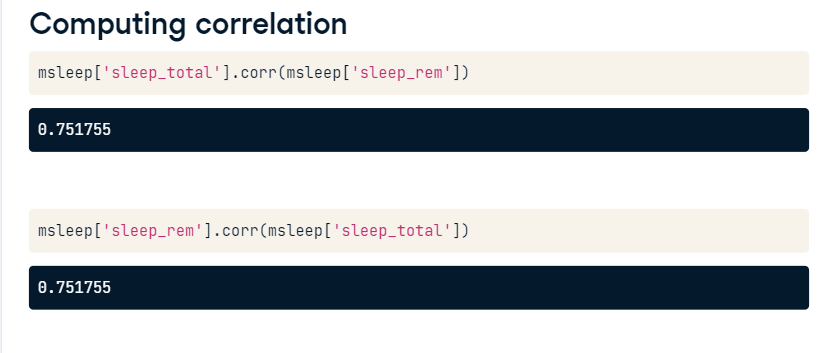 Computing correlation
msleep['sleep_total'].corr(msleep['sleep_rem'])
0.751755
msleep['sleep_rem'].corr(msleep['sleep_total'])
0.751755